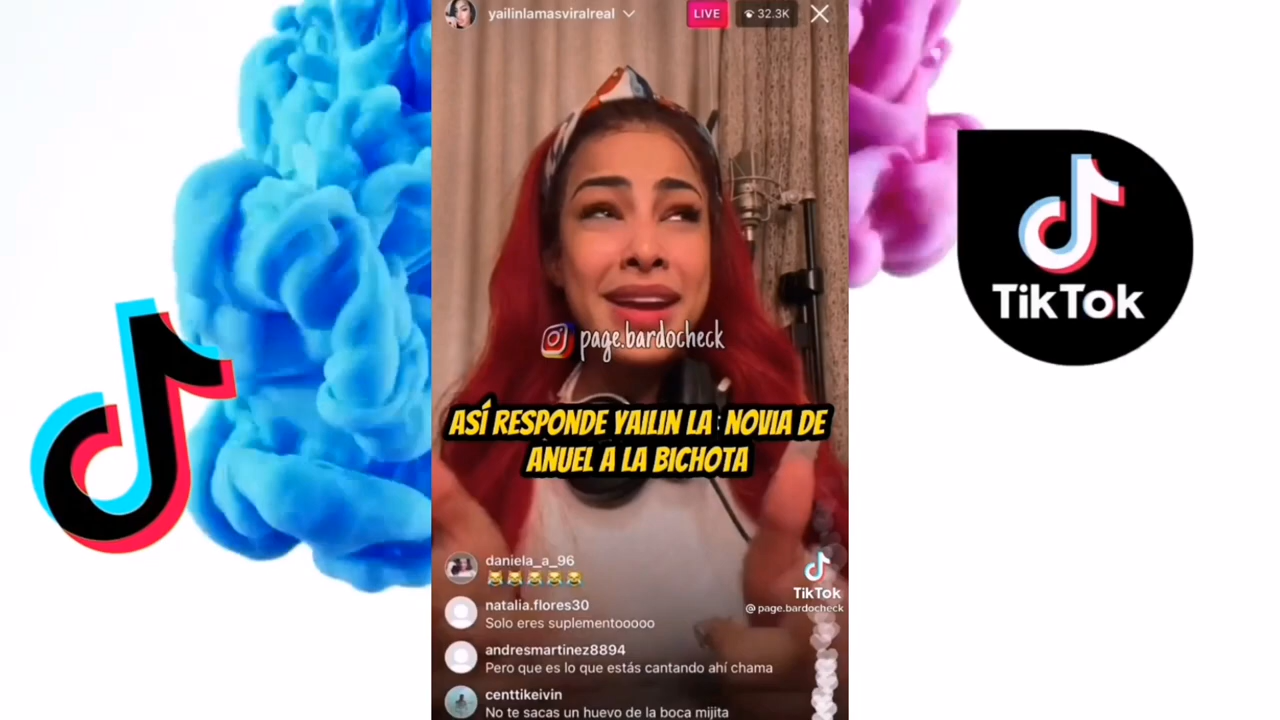 yailinlamasviralreal
LIVE
32.3K
TikTok
page.bardocheck
ASÍ RESPONDE YAILIN LA NOVIA DE
ANUEL A LA BICHOTA
daniela_a_96
natalia.flores30
Solo eres suplementooooo
andresmartinez8894
Pero que es lo que estás cantando ahí chama
centtikeivin
No te sacas un huevo de la boca mijita
TikTok
@page.bardocheck